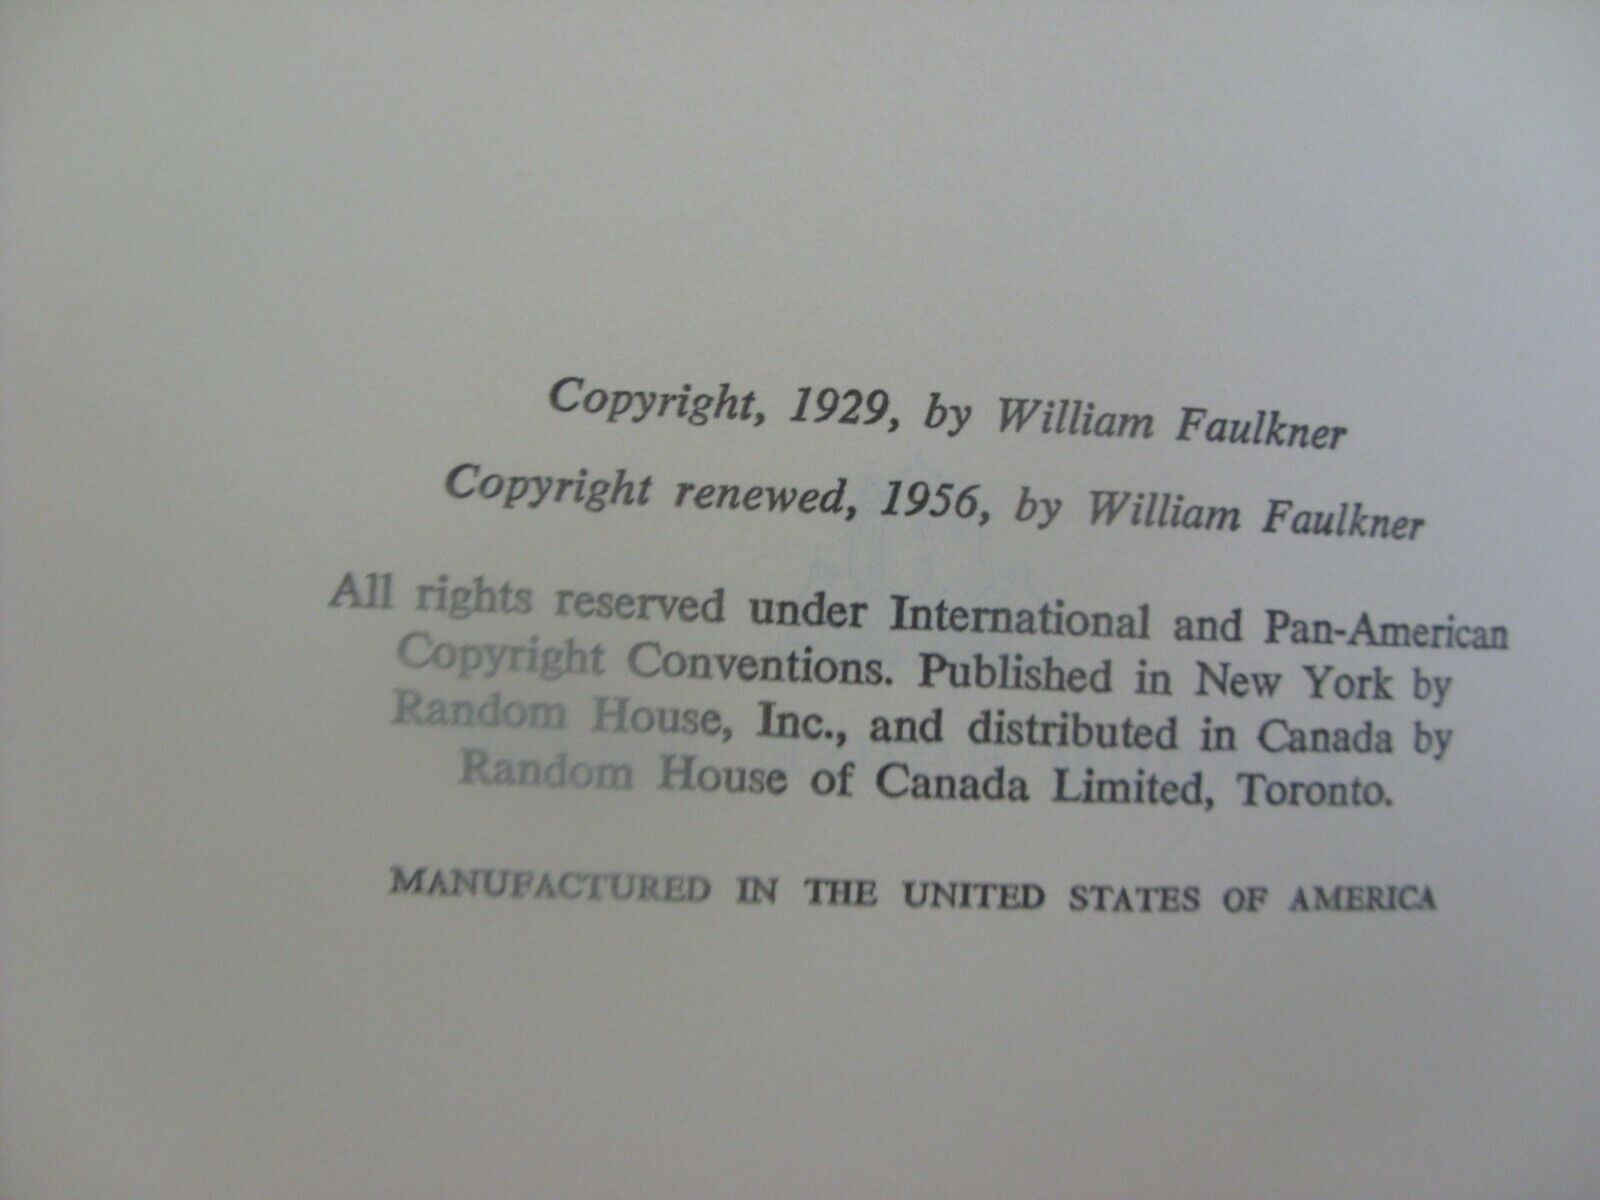 Copyright, 1929, by William Faulkner
Copyright renewed, 1956, by William Faulkner
All rights reserved under International and Pan-American
Copyright Conventions. Published in New York by
Random House, Inc., and distributed in Canada by
Random House of Canada Limited, Toronto.
MANUFACTURED IN THE UNITED STATES OF AMERICA